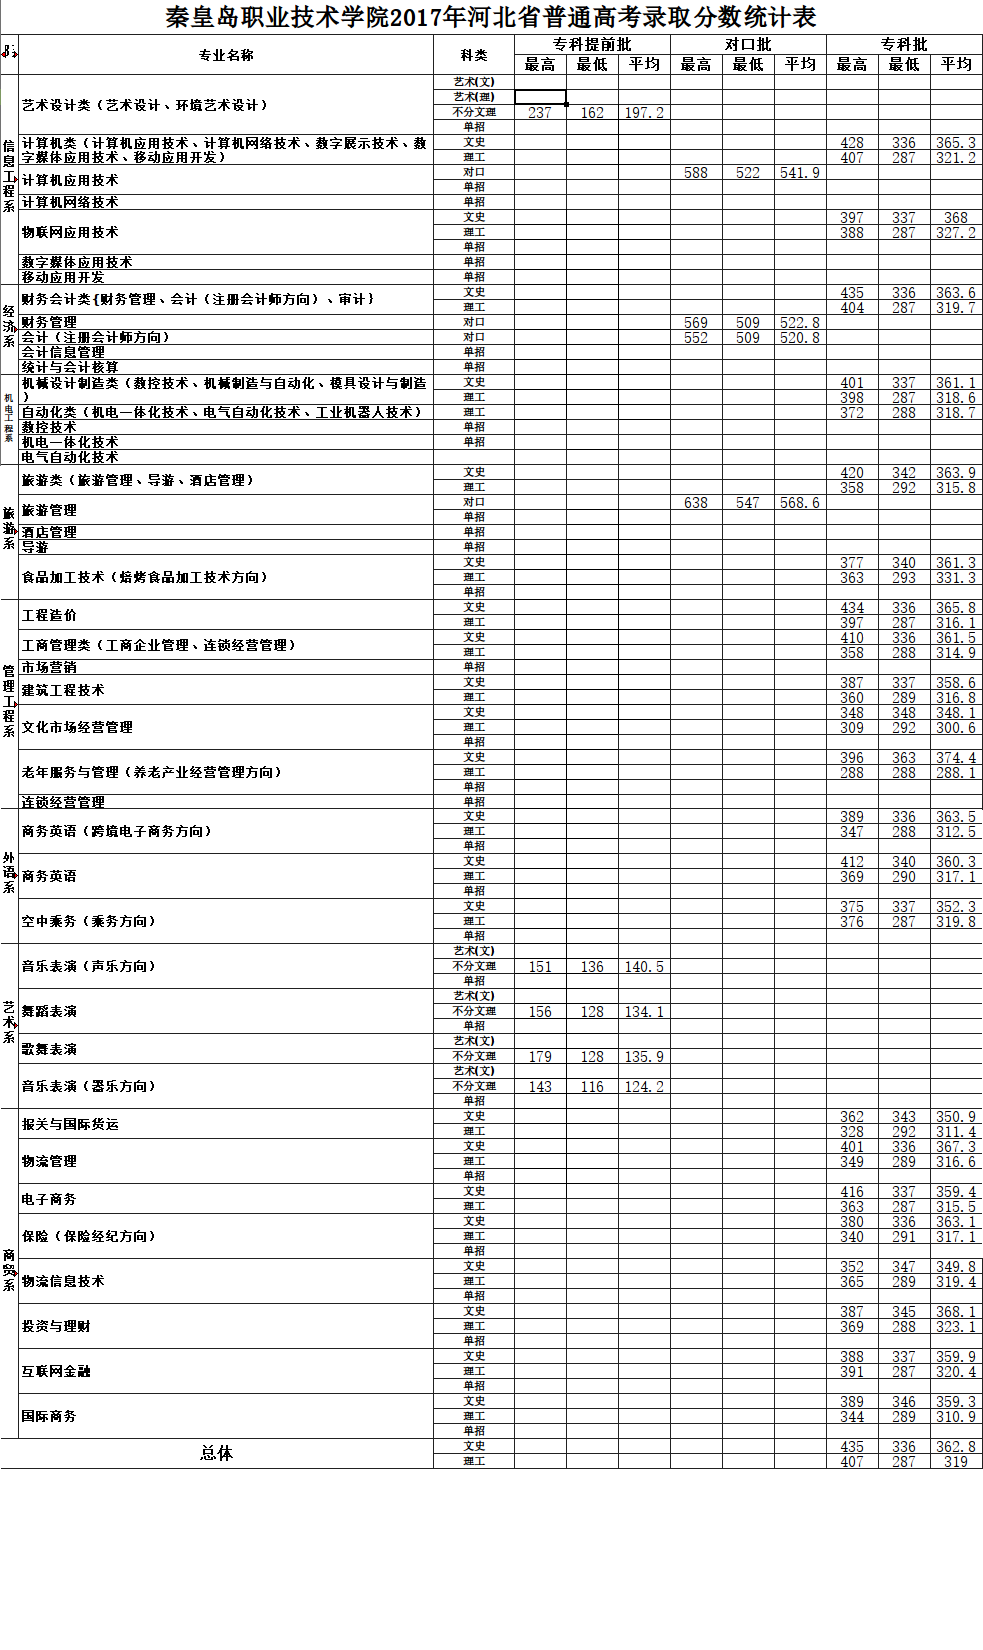 秦皇岛职业技术学院2017年河北省普通高考录取分数统计表
专业名称 科类 专科提前批 对口批 专科批
最高 最低 平均 最高 最低 平均 最高 最低 平均
信息工程系
艺术设计类（艺术设计、环境艺术设计）
艺术(文)
艺术(理)
不分文理 237 162 197.2
单招
计算机类（计算机应用技术、计算机网络技术、数字展示技术、数
字媒体应用技术、移动应用开发）
文史 428 336 365.3
理工 407 287 321.2
计算机应用技术
对口 588 522 541.9
单招
计算机网络技术 单招
物联网应用技术
文史 397 337 368
理工 388 287 327.2
单招
数字媒体应用技术 单招
移动应用开发 单招
经济系
财务会计类{财务管理、会计（注册会计师方向）、审计}
文史 435 336 363.6
理工 404 287 319.7
财务管理 对口 569 509 522.8
会计（注册会计师方向） 对口 552 509 520.8
会计信息管理 单招
统计与会计核算 单招
机电工程系
机械设计制造类（数控技术、机械制造与自动化、模具设计与制造
）
文史 401 337 361.1
理工 398 287 318.6
自动化类（机电一体化技术、电气自动化技术、工业机器人技术） 理工 372 288 318.7
数控技术 单招
机电一体化技术 单招
电气自动化技术
旅游系
旅游类（旅游管理、导游、酒店管理）
文史 420 342 363.9
理工 358 292 315.8
旅游管理
对口 638 547 568.6
单招
酒店管理 单招
导游 单招
食品加工技术（焙烤食品加工技术方向）
文史 377 340 361.3
理工 363 293 331.3
单招
管理工程系
工程造价
文史 434 336 365.8
理工 397 287 316.1
工商管理类（工商企业管理、连锁经营管理）
文史 410 336 361.5
理工 358 288 314.9
市场营销 单招
建筑工程技术
文史 387 337 358.6
理工 360 289 316.8
文化市场经营管理
文史 348 348 348.1
理工 309 292 300.6
单招
老年服务与管理（养老产业经营管理方向）
文史 396 363 374.4
理工 288 288 288.1
单招
连锁经营管理 单招
外语系
商务英语（跨境电子商务方向）
文史 389 336 363.5
理工 347 288 312.5
单招
商务英语
文史 412 340 360.3
理工 369 290 317.1
单招
空中乘务（乘务方向）
文史 375 337 352.3
理工 376 287 319.8
单招
艺术系
音乐表演（声乐方向）
艺术(文)
不分文理 151 136 140.5
单招
舞蹈表演
艺术(文)
不分文理 156 128 134.1
单招
歌舞表演
艺术(文)
不分文理 179 128 135.9
音乐表演（器乐方向）
艺术(文)
不分文理 143 116 124.2
单招
商贸系
报关与国际货运
文史 362 343 350.9
理工 328 292 311.4
物流管理
文史 401 336 367.3
理工 349 289 316.6
单招
电子商务
文史 416 337 359.4
理工 363 287 315.5
保险（保险经纪方向）
文史 380 336 363.1
理工 340 291 317.1
单招
物流信息技术
文史 352 347 349.8
理工 365 289 319.4
单招
投资与理财
文史 387 345 368.1
理工 369 288 323.1
单招
互联网金融
文史 388 337 359.9
理工 391 287 320.4
单招
国际商务
文史 389 346 359.3
理工 344 289 310.9
单招
总体
文史 435 336 362.8
理工 407 287 319